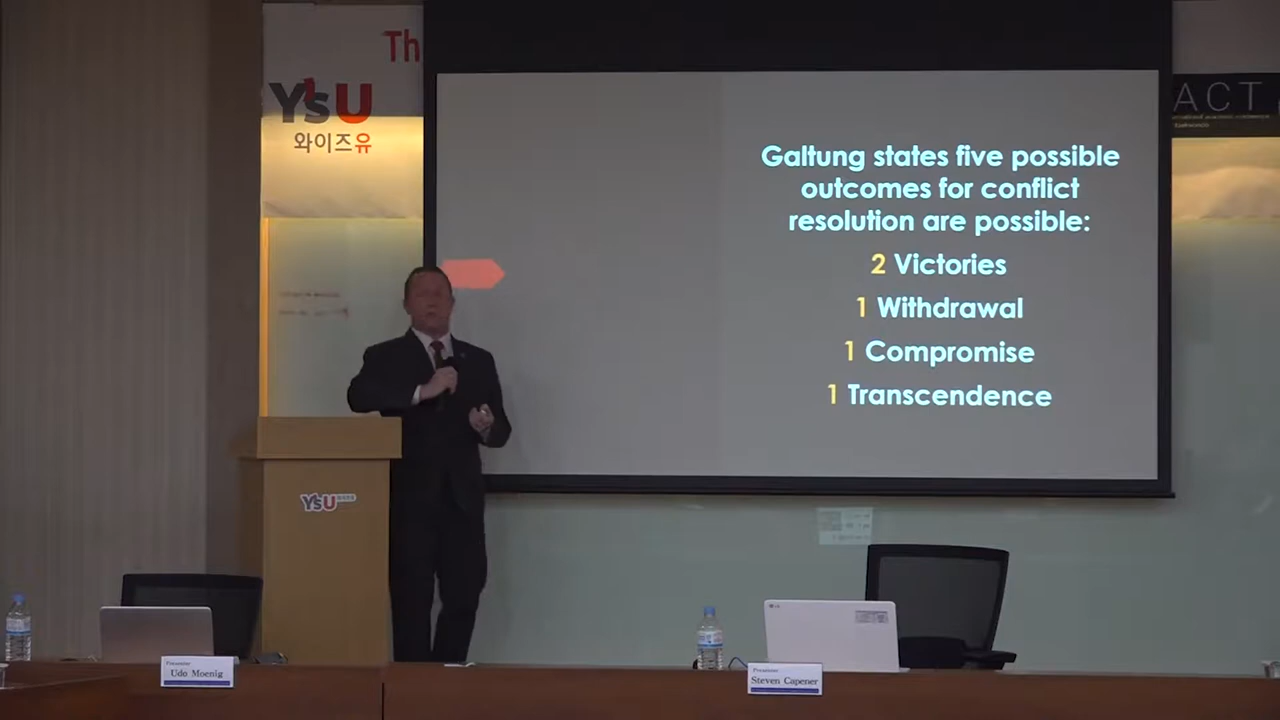 Th
YsU
와이즈유
ACT
Galtung states five possible
outcomes for conflict
resolution are possible:
2 Victories
1 Withdrawal
1 Compromise
1 Transcendence
YsU
Presenter
Udo Moenig
LG
Presenter
Steven Capener